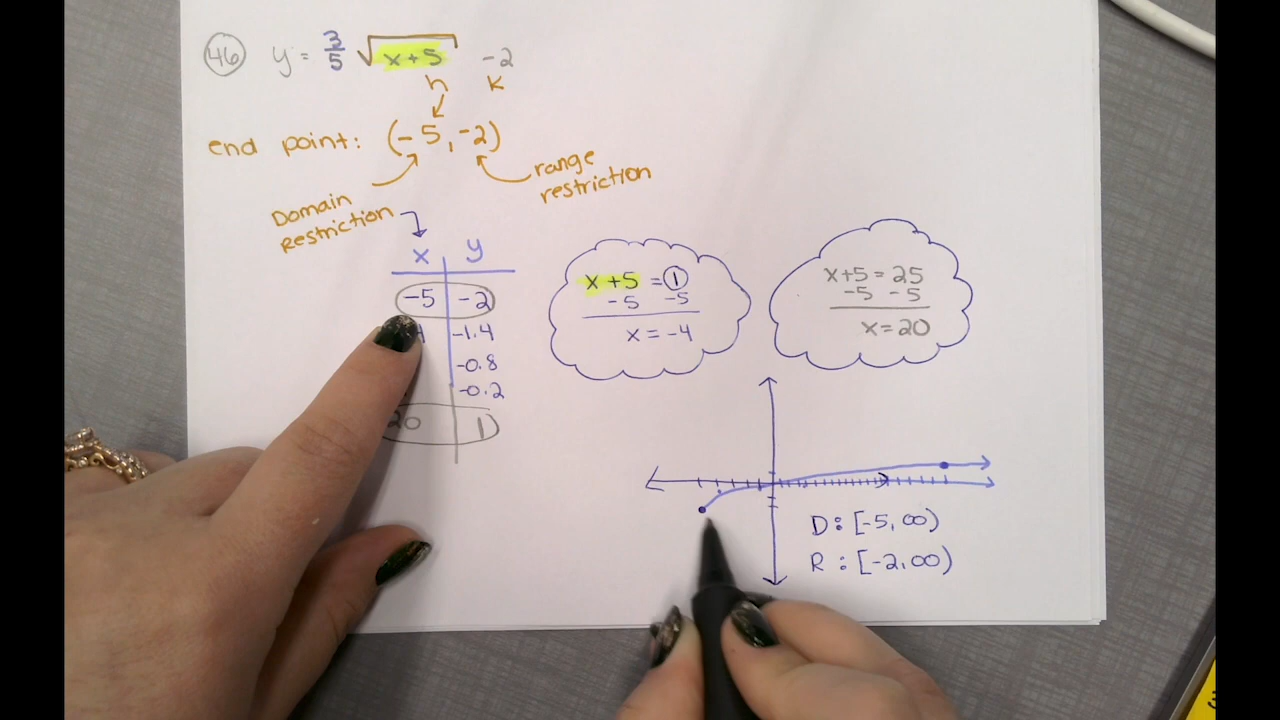 46 y = 3/5 √x+5 -2
h k
end point: (-5, -2)
range
restriction
Domain
Restriction
x y
-5 -2
-1.4
-0.8
-0.2
20 1
x+5 = 1
-5 -5
x = -4
x+5 = 25
-5 -5
x = 20
D: [-5, ∞)
R: [-2, ∞)